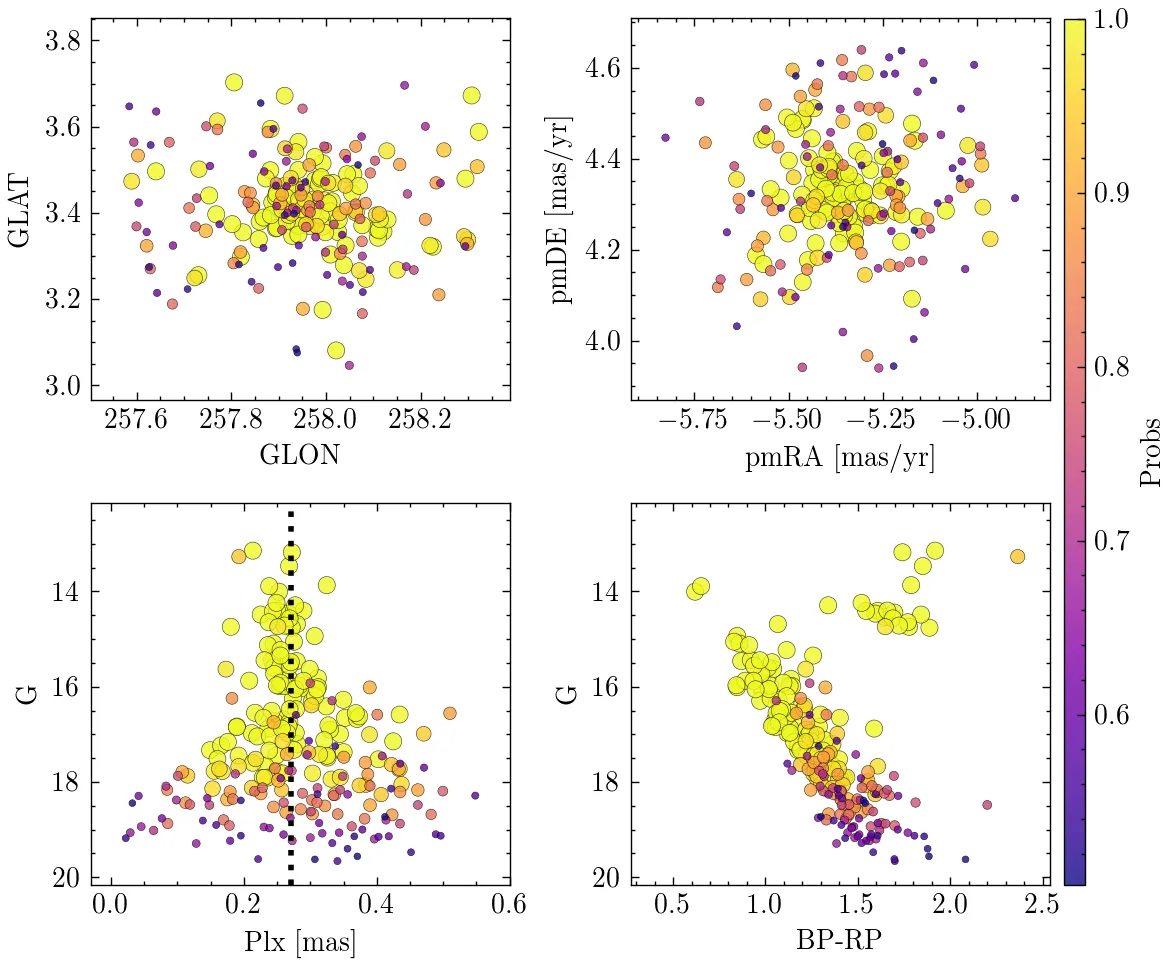 3.8
3.6
3.4
3.2
3.0
GLAT
257.6 257.8 258.0 258.2
GLON
4.6
4.4
4.2
4.0
pmDE [mas/yr]
−5.75 −5.50 −5.25 −5.00
pmRA [mas/yr]
14
16
18
20
G
0.0 0.2 0.4 0.6
Plx [mas]
14
16
18
20
G
0.5 1.0 1.5 2.0 2.5
BP-RP
1.0
0.9
0.8
0.7
0.6
Probs